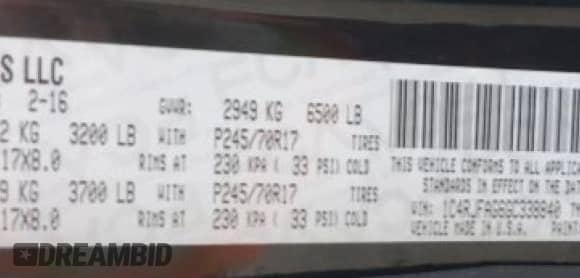 S LLC
2-16 GVWR: 2949 KG 6500 LB
2 KG 3200 LB WITH P245/70R17 TIRES
17X8.0 RIMS AT 230 KPA ( 33 PSI) COLD
9 KG 3700 LB WITH P245/70R17 TIRES
17X8.0 RIMS AT 230 KPA ( 33 PSI) COLD
THIS VEHICLE CONFORMS TO ALL APPLICAB
STANDARDS IN EFFECT ON THE DAT
VIN:
VEHICLE MADE IN U.S.A.
DREAMBID